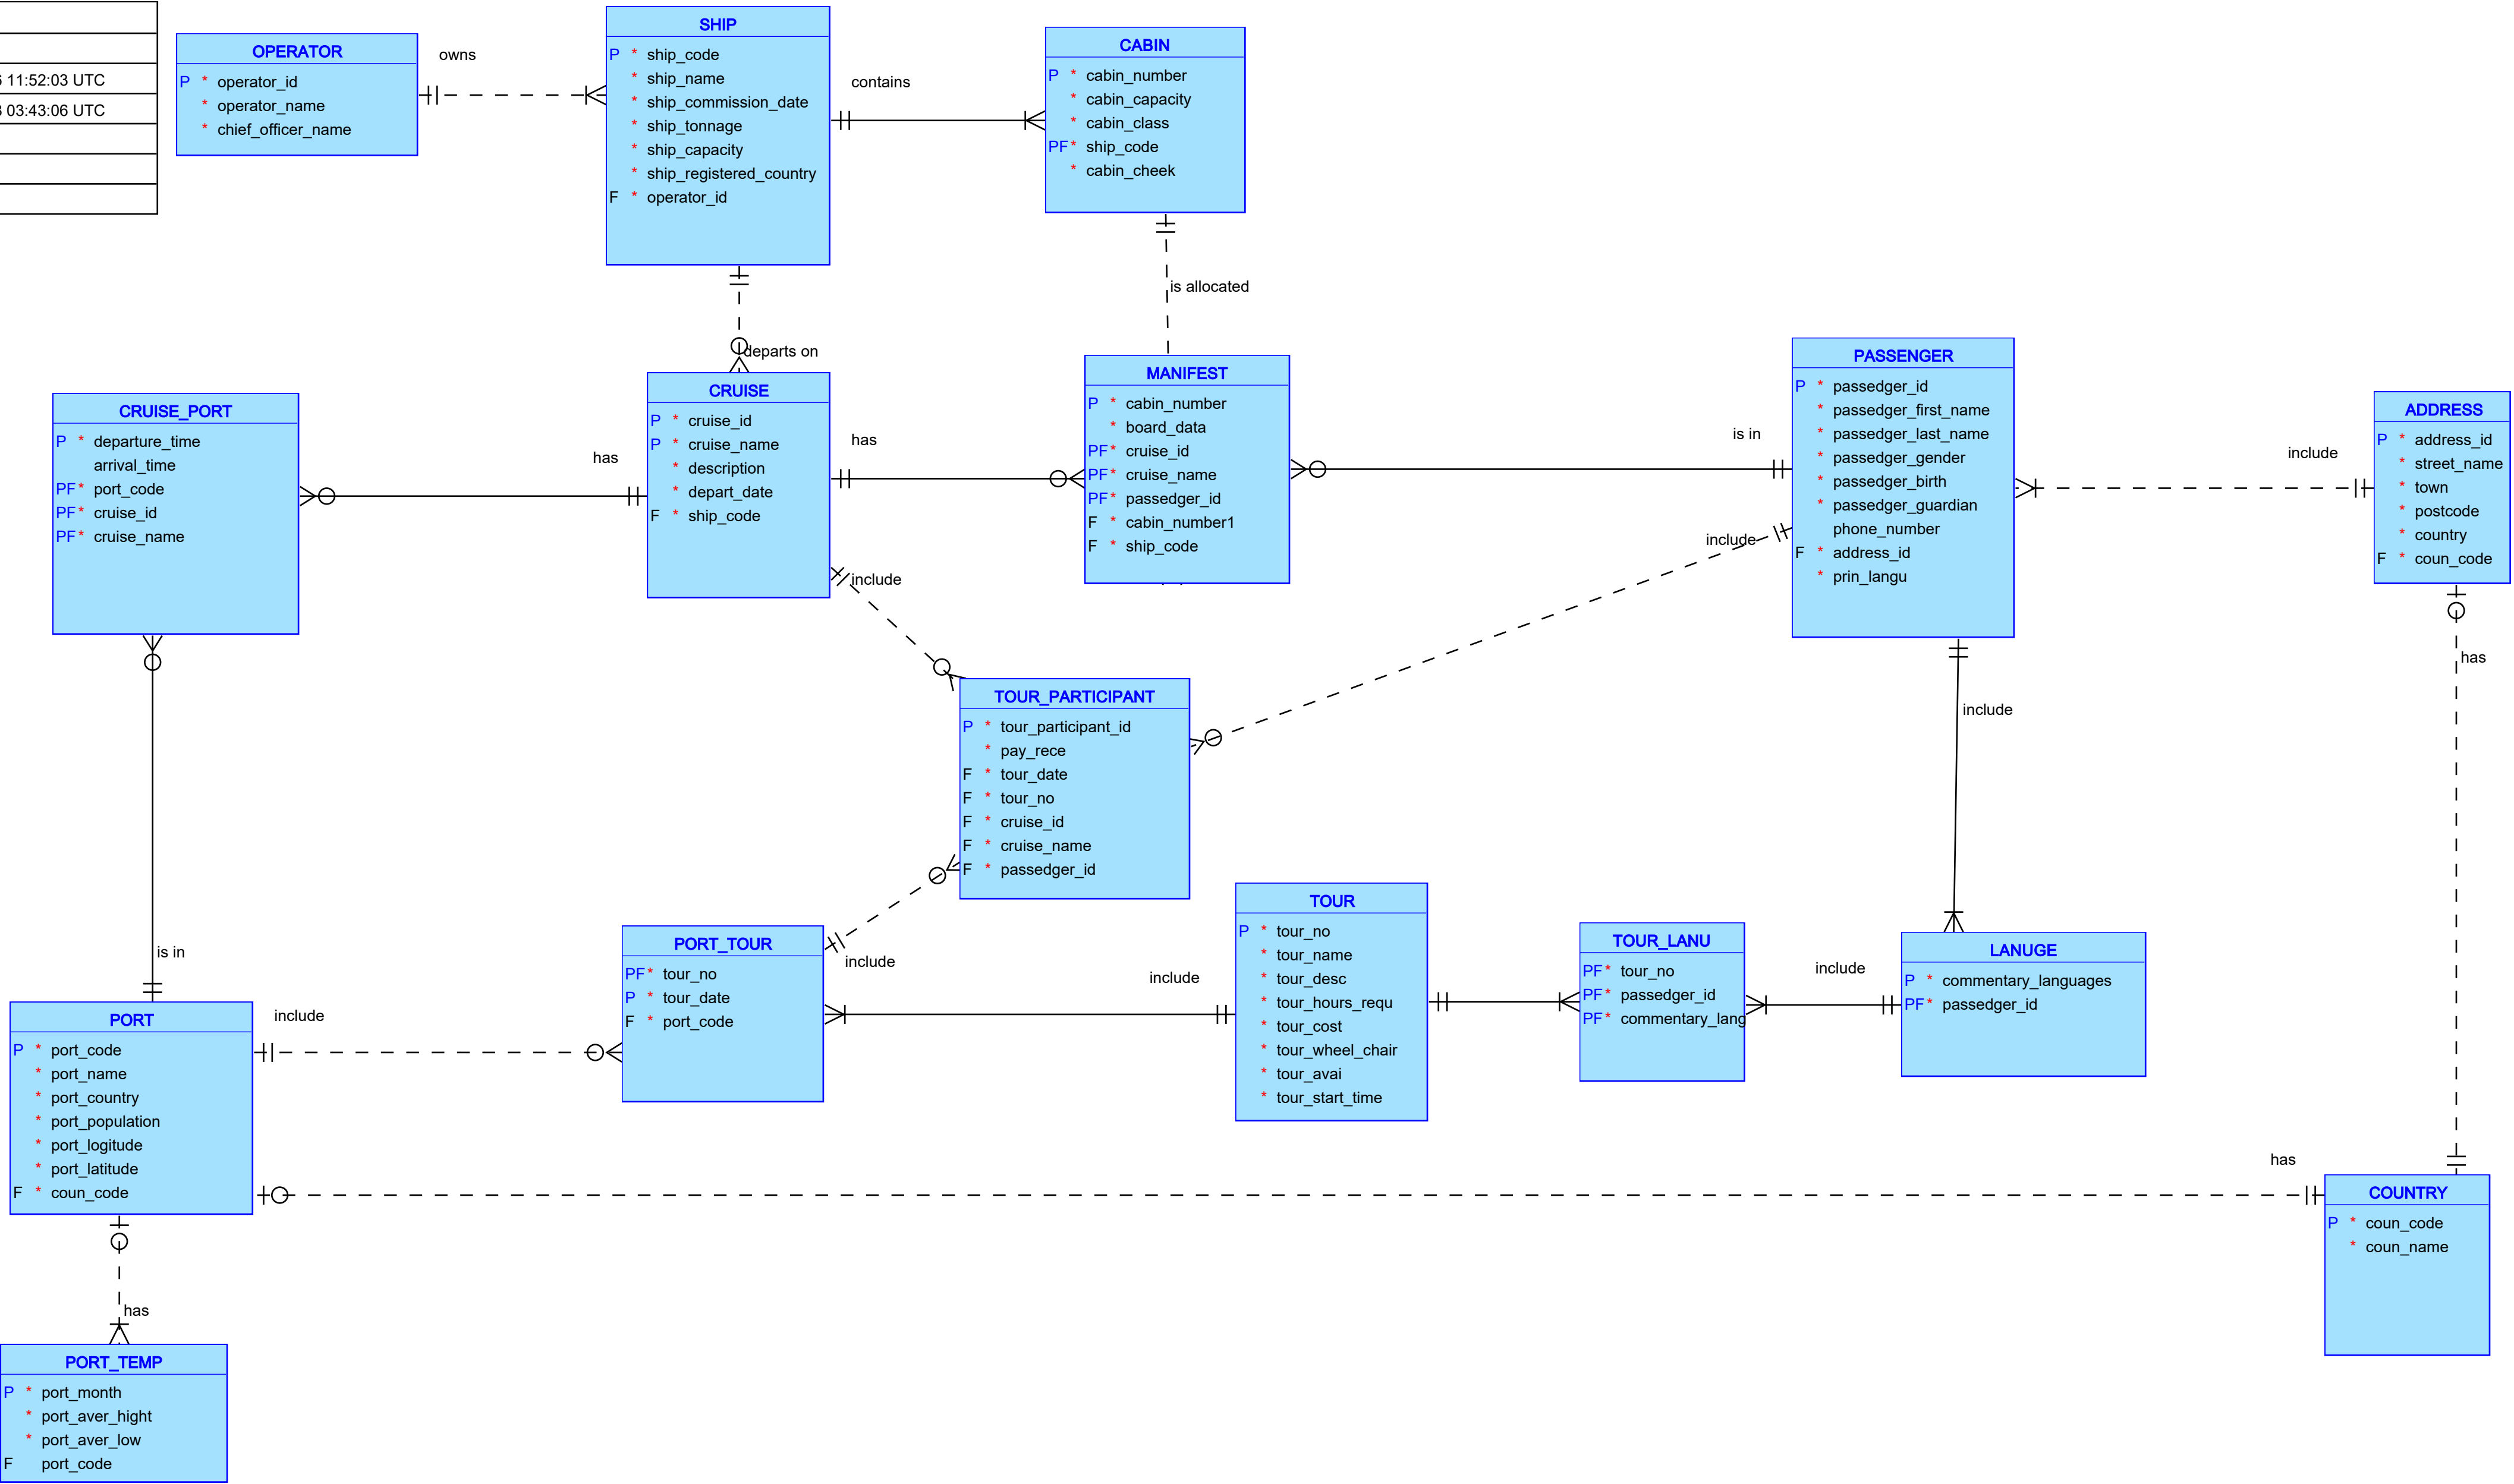 6 11:52:03 UTC
3 03:43:06 UTC
OPERATOR
P * operator_id
* operator_name
* chief_officer_name
owns
SHIP
P * ship_code
* ship_name
* ship_commission_date
* ship_tonnage
* ship_capacity
* ship_registered_country
F * operator_id
contains
CABIN
P * cabin_number
* cabin_capacity
* cabin_class
PF * ship_code
* cabin_cheek
is allocated
departs on
CRUISE_PORT
P * departure_time
arrival_time
PF * port_code
PF * cruise_id
PF * cruise_name
has
CRUISE
P * cruise_id
P * cruise_name
* description
* depart_date
F * ship_code
has
MANIFEST
P * cabin_number
* board_data
PF * cruise_id
PF * cruise_name
PF * passedger_id
F * cabin_number1
F * ship_code
is in
PASSENGER
P * passedger_id
* passedger_first_name
* passedger_last_name
* passedger_gender
* passedger_birth
* passedger_guardian
phone_number
F * address_id
* prin_langu
include
ADDRESS
P * address_id
* street_name
* town
* postcode
* country
F * coun_code
include
include
has
include
TOUR_PARTICIPANT
P * tour_participant_id
* pay_rece
F * tour_date
F * tour_no
F * cruise_id
F * cruise_name
F * passedger_id
is in
PORT_TOUR
PF * tour_no
P * tour_date
F * port_code
include
include
TOUR
P * tour_no
* tour_name
* tour_desc
* tour_hours_requ
* tour_cost
* tour_wheel_chair
* tour_avai
* tour_start_time
TOUR_LANU
PF * tour_no
PF * passedger_id
PF * commentary_lang
include
LANUGE
P * commentary_languages
PF * passedger_id
PORT
P * port_code
* port_name
* port_country
* port_population
* port_logitude
* port_latitude
F * coun_code
include
has
COUNTRY
P * coun_code
* coun_name
has
PORT_TEMP
P * port_month
* port_aver_hight
* port_aver_low
F port_code